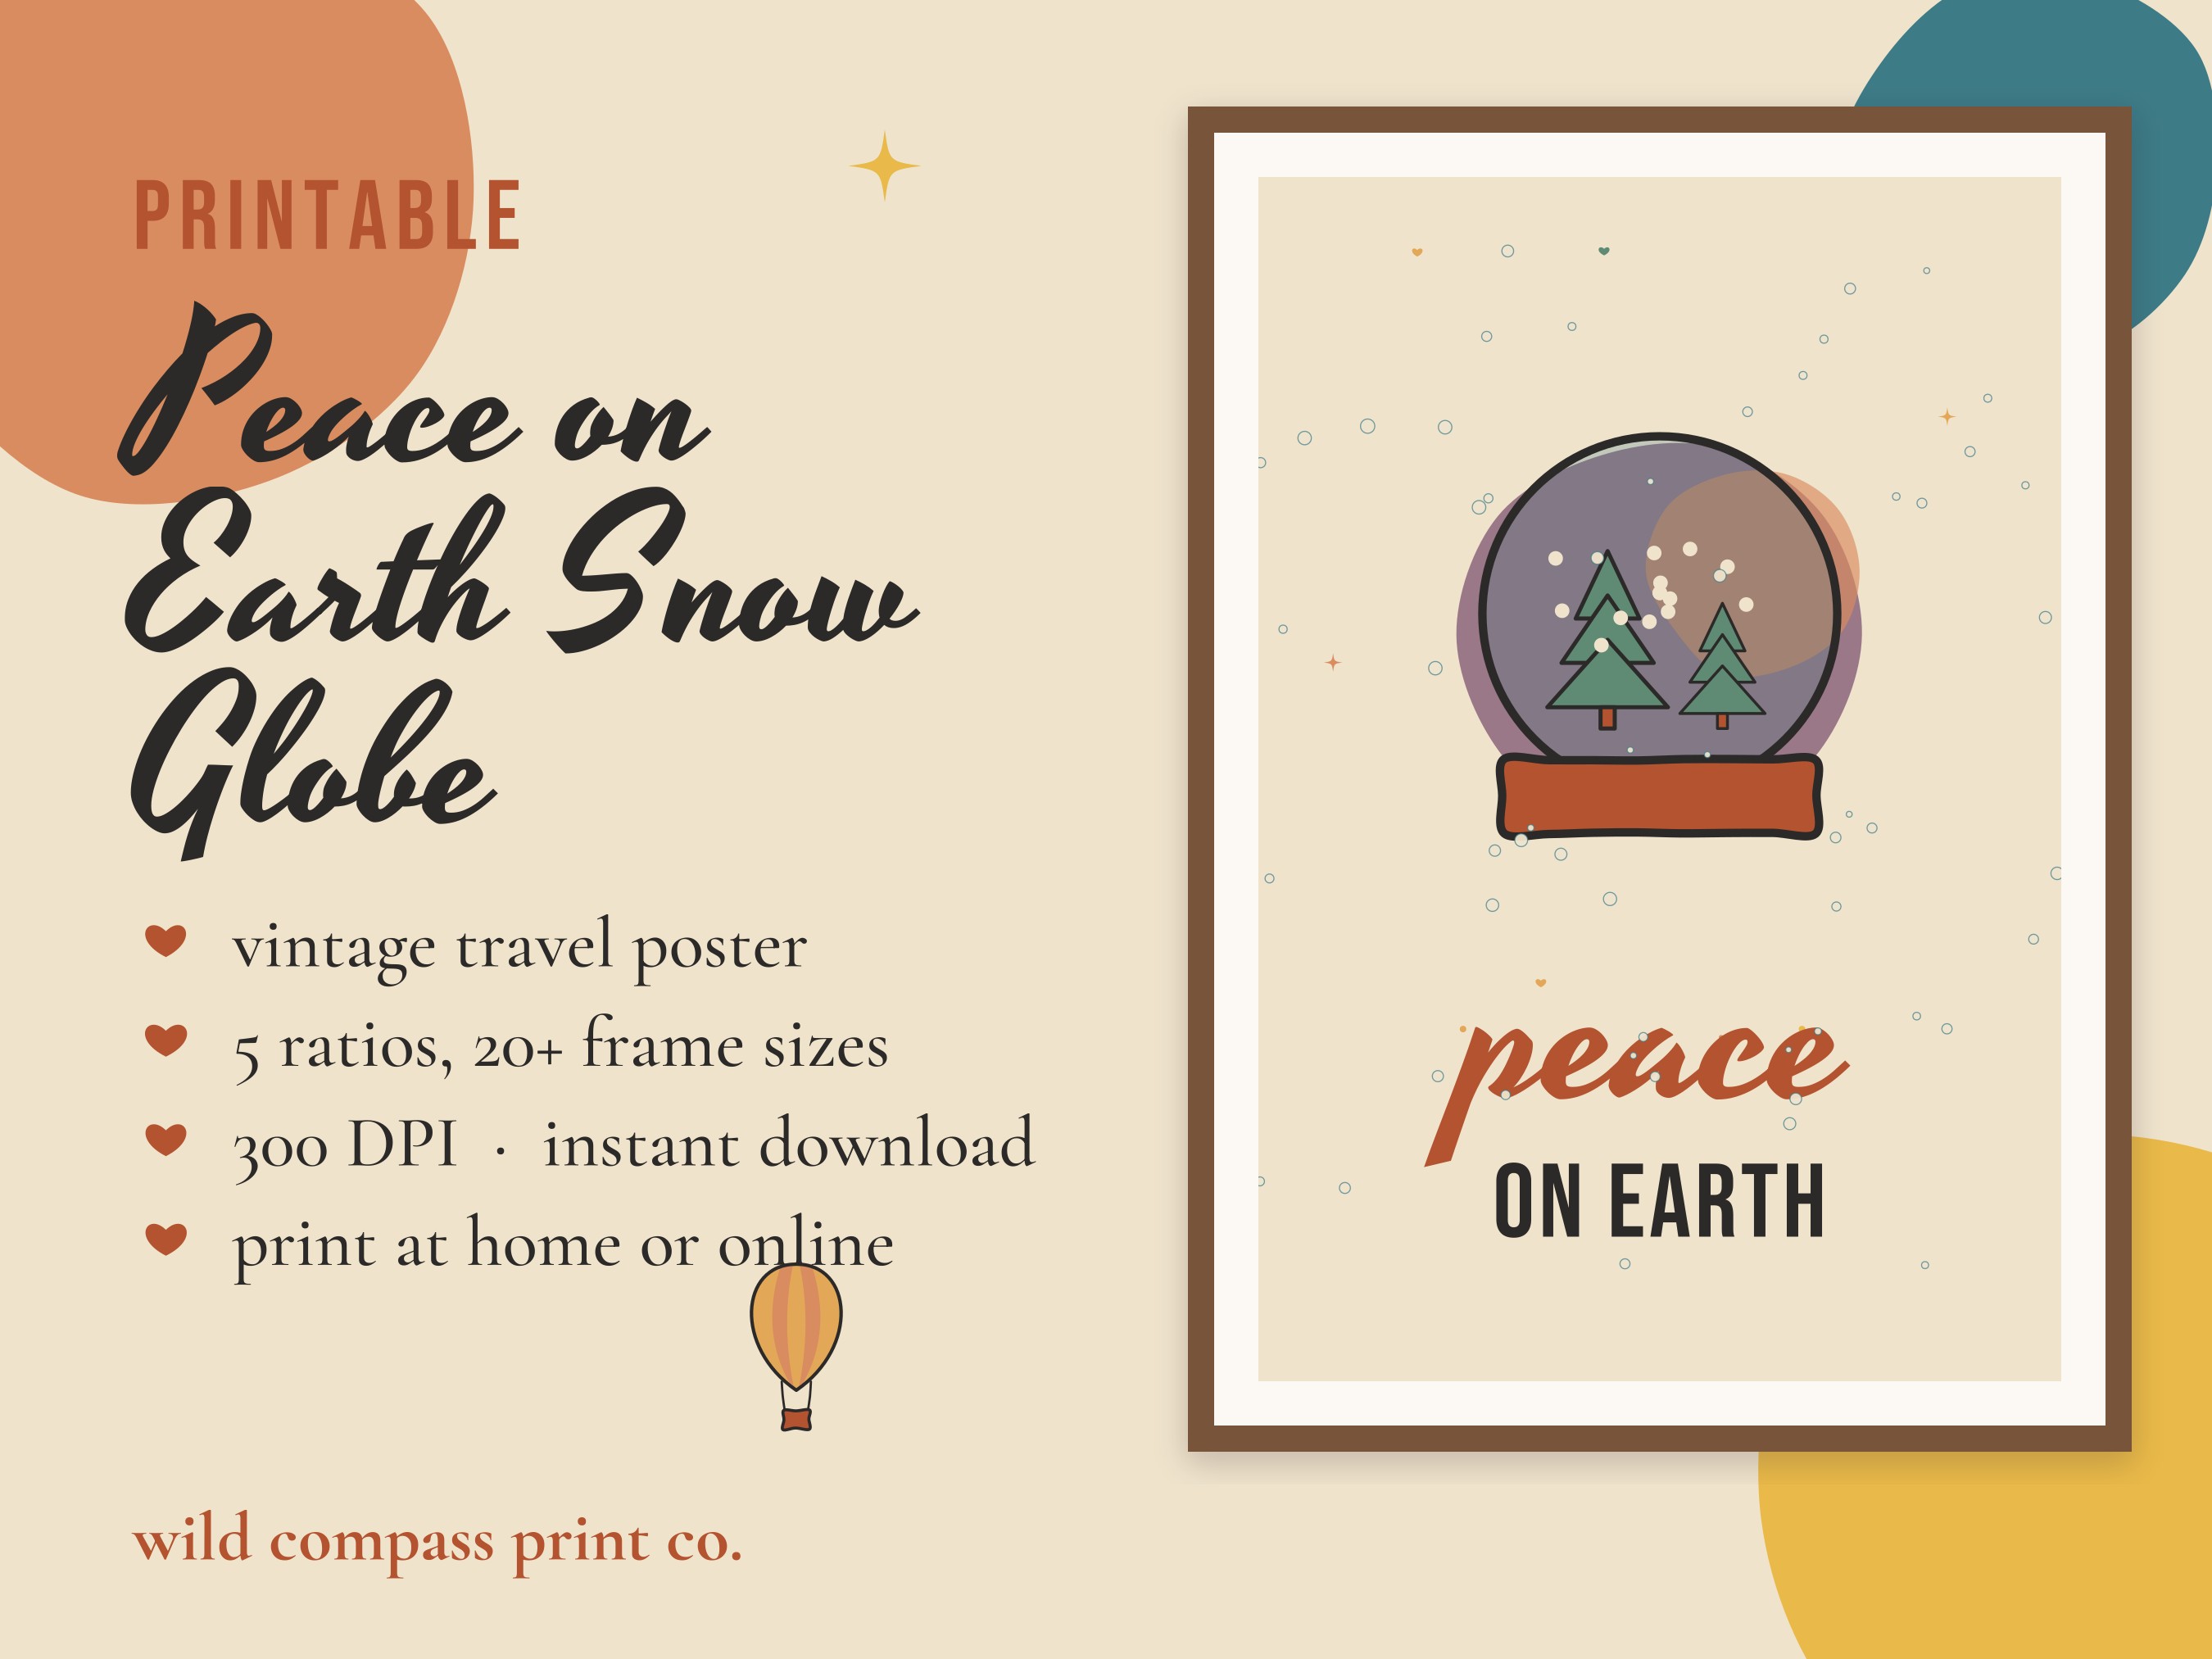 PRINTABLE
Peace on
Earth Snow
Globe
vintage travel poster
5 ratios, 20+ frame sizes
300 DPI · instant download
print at home or online
wild compass print co.
peace
ON EARTH